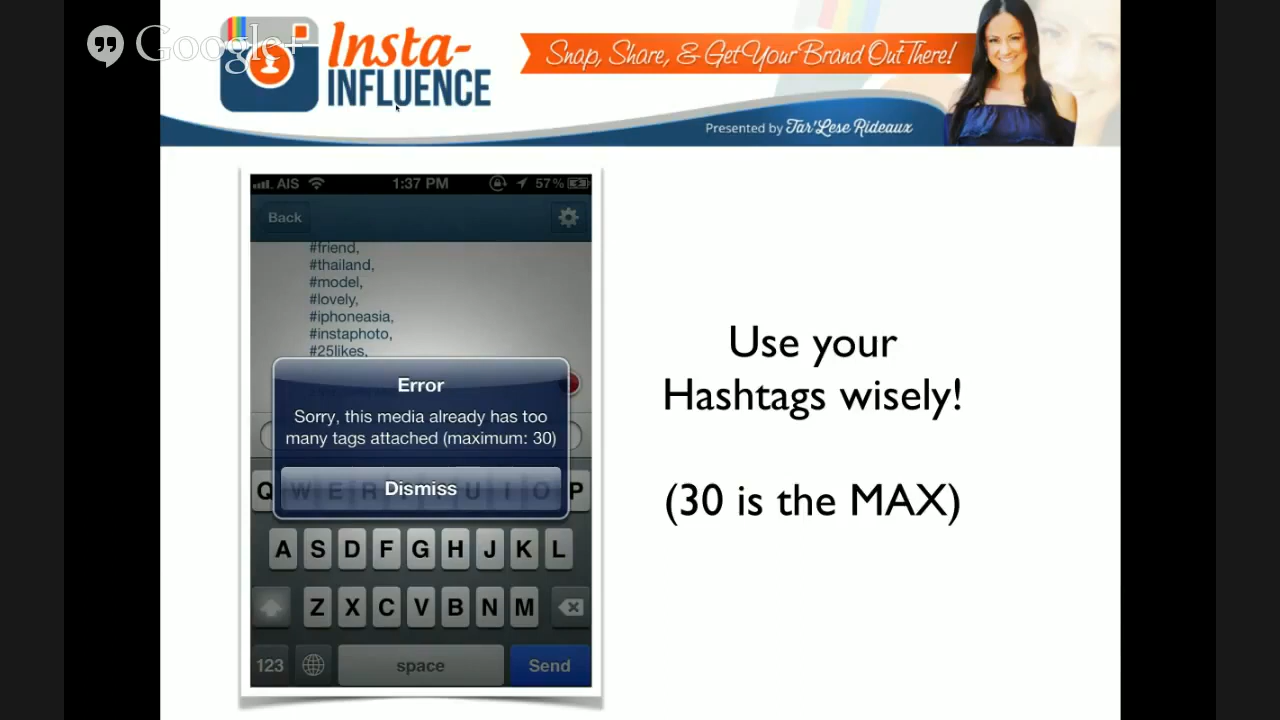 Google+
Insta-
INFLUENCE
Snap, Share, & Get Your Brand Out There!
Presented by Tar'Lese Rideaux
AIS 1:37 PM 57%
Back
#friend,
#thailand,
#model,
#lovely,
#iphoneasia,
#instaphoto,
#25likes,
Error
Sorry, this media already has too
many tags attached (maximum: 30)
Dismiss
Q W E R U I O P
A S D F G H J K L
Z X C V B N M
123 space Send
Use your
Hashtags wisely!
(30 is the MAX)